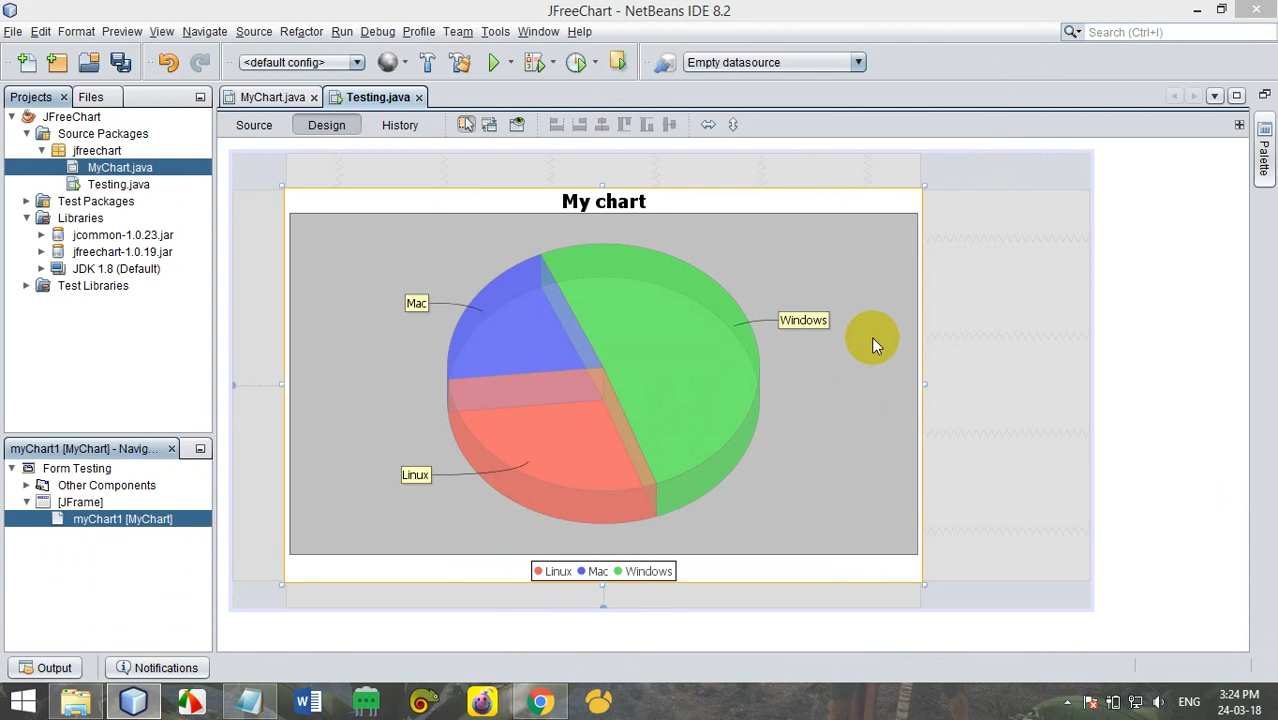 JFreeChart - NetBeans IDE 8.2
File Edit Format Preview View Navigate Source Refactor Run Debug Profile Team Tools Window Help
Search (Ctrl+I)
<default config>
Empty datasource
Projects
Files
MyChart.java
Testing.java
Source
Design
History
JFreeChart
Source Packages
jfreechart
MyChart.java
Testing.java
Test Packages
Libraries
jcommon-1.0.23.jar
jfreechart-1.0.19.jar
JDK 1.8 (Default)
Test Libraries
Palette
My chart
Mac
Windows
Linux
Linux Mac Windows
myChart1 [MyChart] - Navig...
Form Testing
Other Components
[JFrame]
myChart1 [MyChart]
Output
Notifications
ENG
3:24 PM
24-03-18